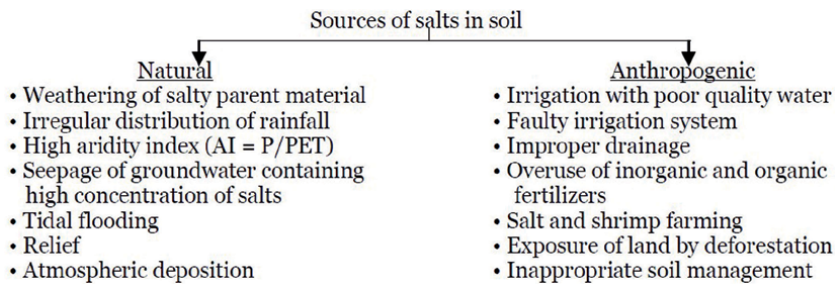 Sources of salts in soil
Natural
• Weathering of salty parent material
• Irregular distribution of rainfall
• High aridity index (AI = P/PET)
• Seepage of groundwater containing
high concentration of salts
• Tidal flooding
• Relief
• Atmospheric deposition
Anthropogenic
• Irrigation with poor quality water
• Faulty irrigation system
• Improper drainage
• Overuse of inorganic and organic
fertilizers
• Salt and shrimp farming
• Exposure of land by deforestation
• Inappropriate soil management